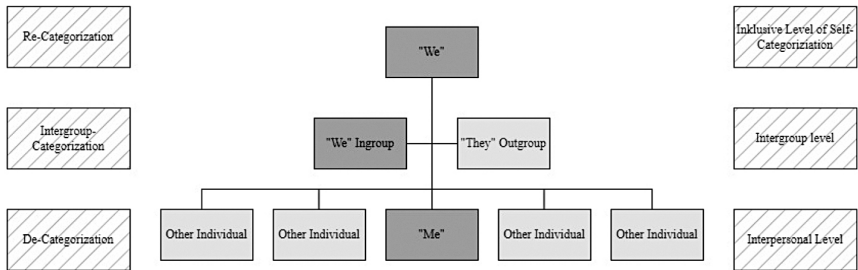 Re-Categorization
"We"
Inklusive Level of Self-
Categoriziation
Intergroup-
Categorization
"We" Ingroup
"They" Outgroup
Intergroup level
De-Categorization
Other Individual
Other Individual
"Me"
Other Individual
Other Individual
Interpersonal Level